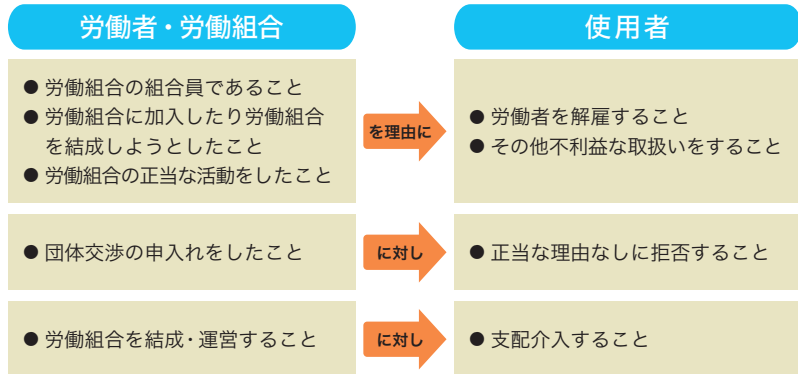 労働者・労働組合
使用者
● 労働組合の組合員であること
● 労働組合に加入したり労働組合
を結成しようとしたこと
● 労働組合の正当な活動をしたこと
を理由に
● 労働者を解雇すること
● その他不利益な取扱いをすること
● 団体交渉の申入れをしたこと
に対し
● 正当な理由なしに拒否すること
● 労働組合を結成・運営すること
に対し
● 支配介入すること